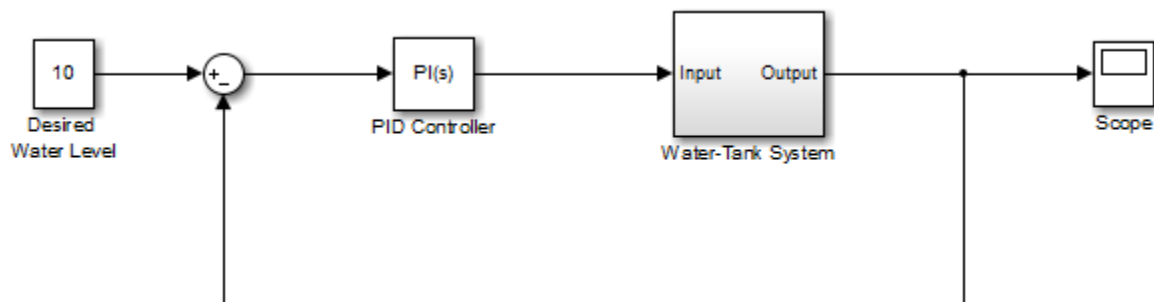 10
Desired
Water Level
+
-
PI(s)
PID Controller
Input
Output
Water-Tank System
Scope